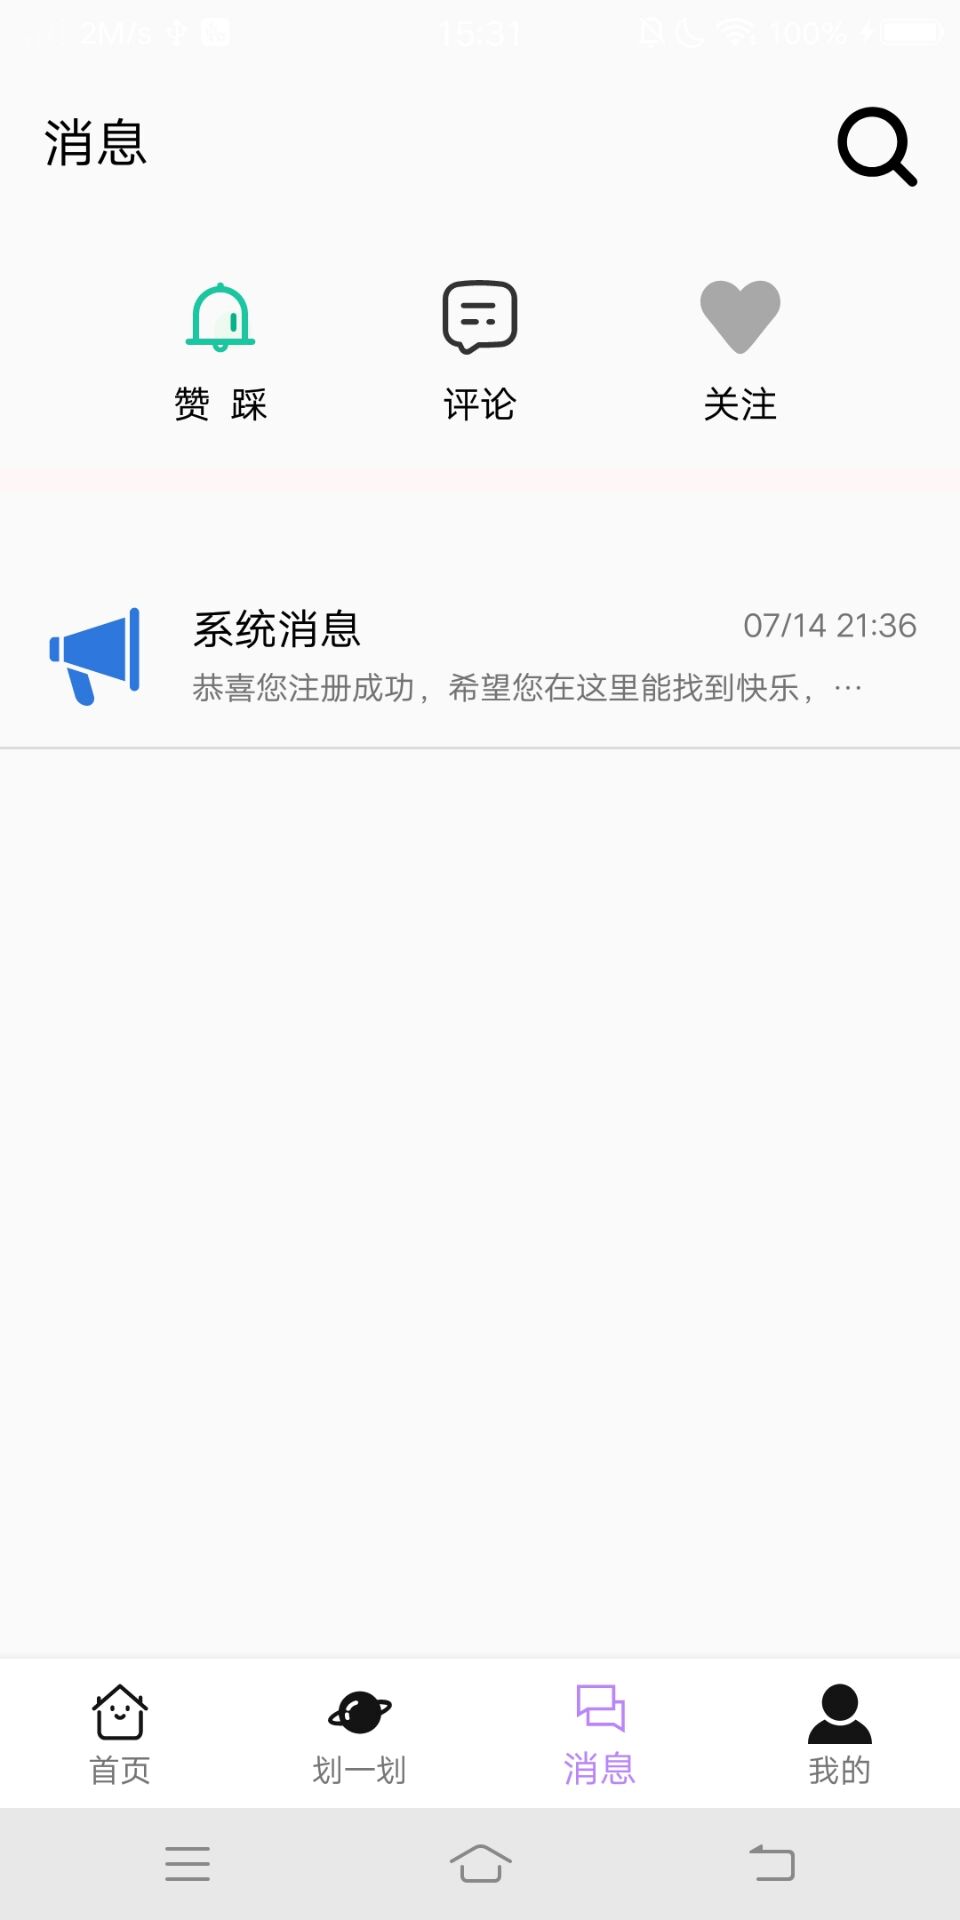 2M/s 15:31 100%
消息
赞 踩 评论 关注
系统消息 07/14 21:36
恭喜您注册成功，希望您在这里能找到快乐，…
首页 划一划 消息 我的